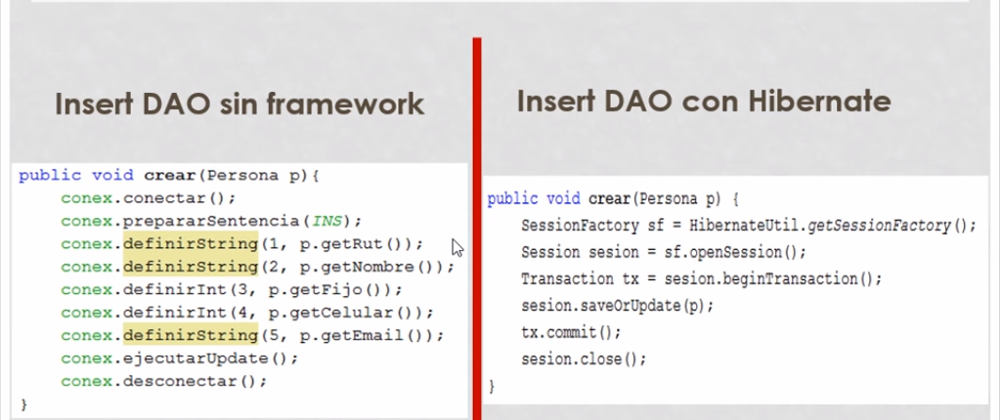 Insert DAO sin framework
public void crear(Persona p){
conex.conectar();
conex.prepararSentencia(INS);
conex.definirString(1, p.getRut());
conex.definirString(2, p.getNombre());
conex.definirInt(3, p.getFijo());
conex.definirInt(4, p.getCelular());
conex.definirString(5, p.getEmail());
conex.ejecutarUpdate();
conex.desconectar();
}
Insert DAO con Hibernate
public void crear(Persona p) {
SessionFactory sf = HibernateUtil.getSessionFactory();
Session sesion = sf.openSession();
Transaction tx = sesion.beginTransaction();
sesion.saveOrUpdate(p);
tx.commit();
sesion.close();
}